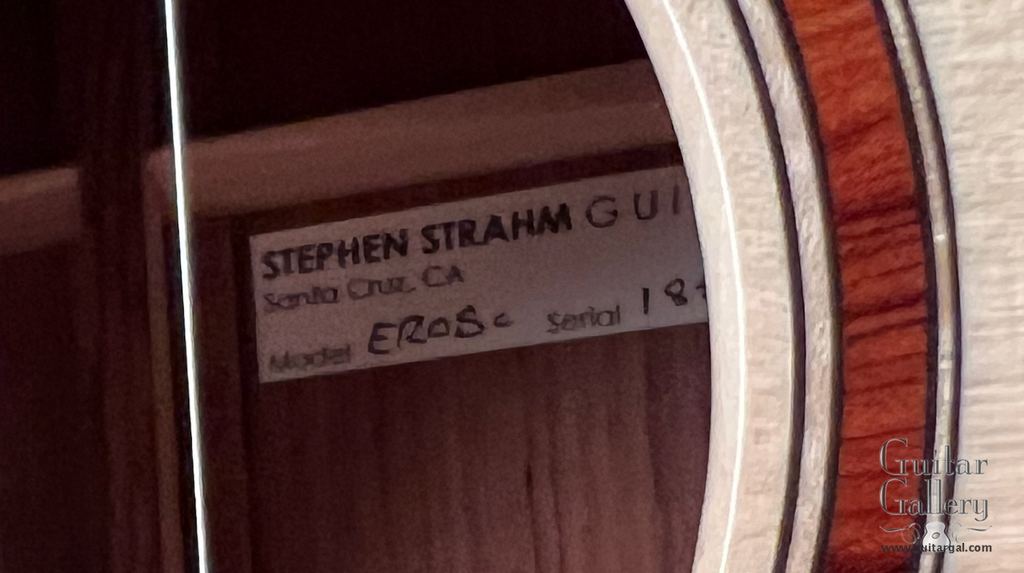 STEPHEN STRAHM GUI
Santa Cruz, CA
Model EROS c Serial 18
Guitar
Gallery
www.guitargal.com